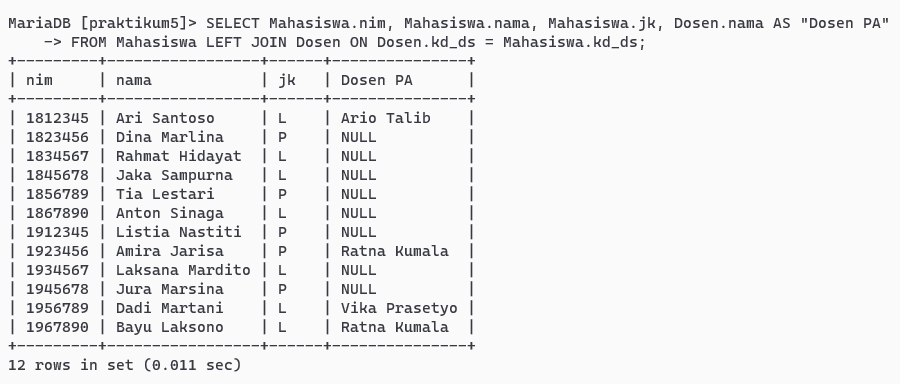 MariaDB [praktikum5]> SELECT Mahasiswa.nim, Mahasiswa.nama, Mahasiswa.jk, Dosen.nama AS "Dosen PA"
    -> FROM Mahasiswa LEFT JOIN Dosen ON Dosen.kd_ds = Mahasiswa.kd_ds;
+---------+-----------------+------+---------------+
| nim     | nama            | jk   | Dosen PA      |
+---------+-----------------+------+---------------+
| 1812345 | Ari Santoso     | L    | Ario Talib    |
| 1823456 | Dina Marlina    | P    | NULL          |
| 1834567 | Rahmat Hidayat  | L    | NULL          |
| 1845678 | Jaka Sampurna   | L    | NULL          |
| 1856789 | Tia Lestari     | P    | NULL          |
| 1867890 | Anton Sinaga    | L    | NULL          |
| 1912345 | Listia Nastiti  | P    | NULL          |
| 1923456 | Amira Jarisa    | P    | Ratna Kumala  |
| 1934567 | Laksana Mardito | L    | NULL          |
| 1945678 | Jura Marsina    | P    | NULL          |
| 1956789 | Dadi Martani    | L    | Vika Prasetyo |
| 1967890 | Bayu Laksono    | L    | Ratna Kumala  |
+---------+-----------------+------+---------------+
12 rows in set (0.011 sec)